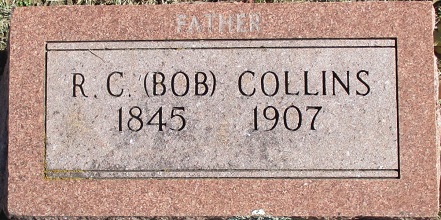 FATHER
R. C. (BOB) COLLINS
1845 1907